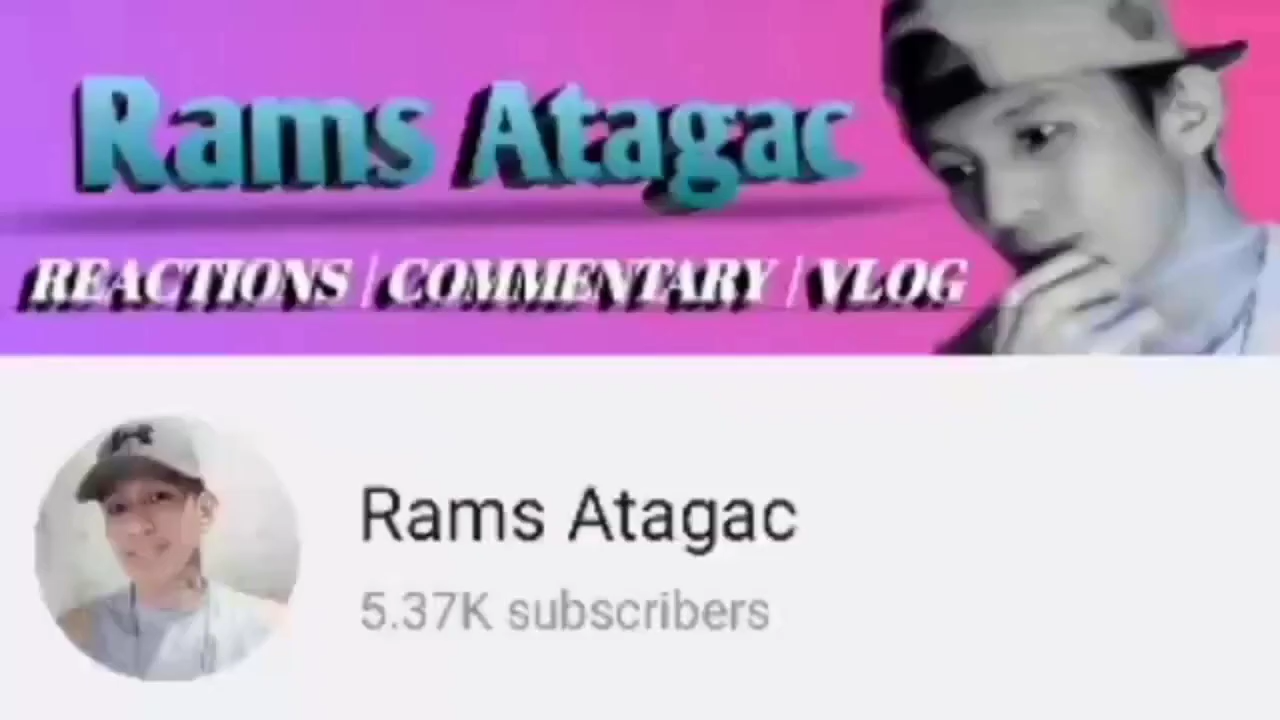 Rams Atagac
REACTIONS | COMMENTARY | VLOG
Rams Atagac
5.37K subscribers